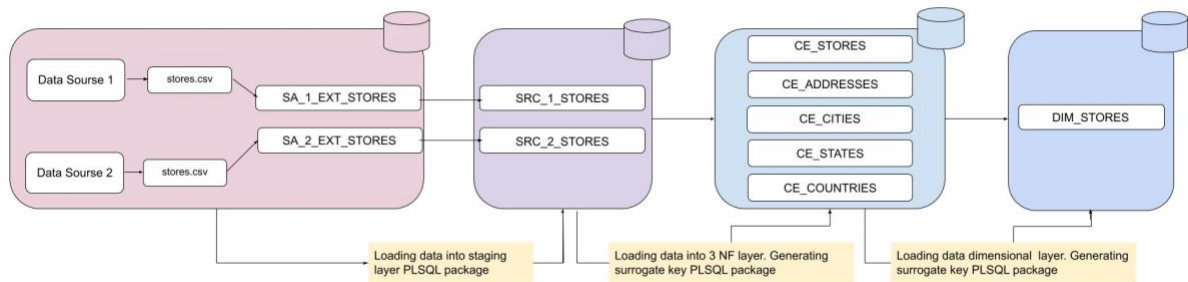 Data Sourse 1
stores.csv
SA_1_EXT_STORES
SA_2_EXT_STORES
Data Sourse 2
stores.csv
SRC_1_STORES
SRC_2_STORES
CE_STORES
CE_ADDRESSES
CE_CITIES
CE_STATES
CE_COUNTRIES
DIM_STORES
Loading data into staging
layer PLSQL package
Loading data into 3 NF layer. Generating
surrogate key PLSQL package
Loading data dimensional layer. Generating
surrogate key PLSQL package